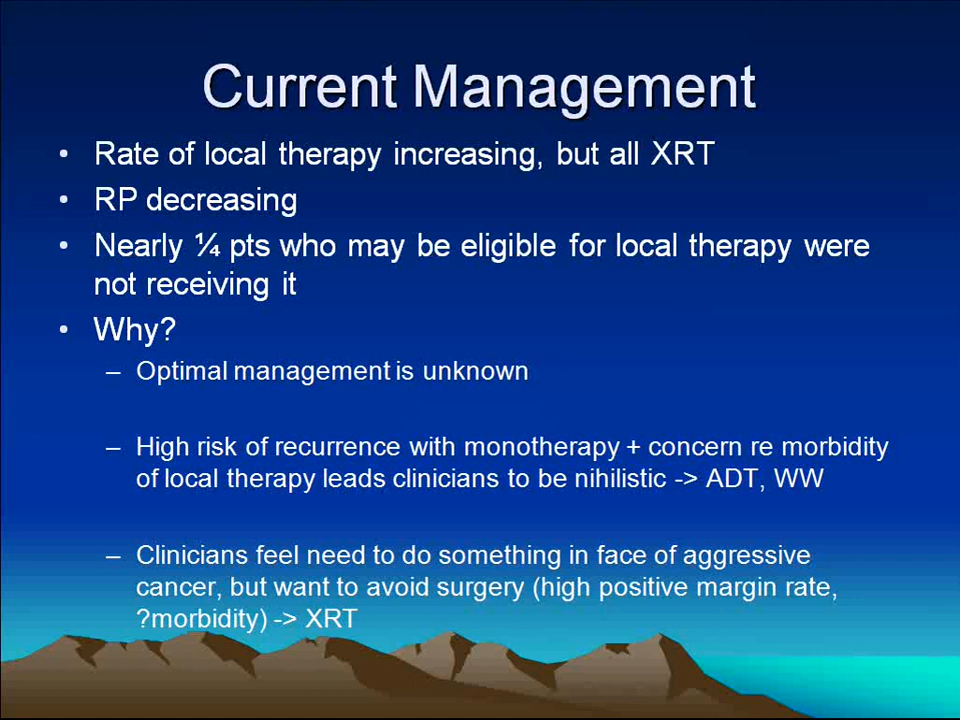 Current Management
• Rate of local therapy increasing, but all XRT
• RP decreasing
• Nearly ¼ pts who may be eligible for local therapy were
not receiving it
• Why?
– Optimal management is unknown
– High risk of recurrence with monotherapy + concern re morbidity
of local therapy leads clinicians to be nihilistic -> ADT, WW
– Clinicians feel need to do something in face of aggressive
cancer, but want to avoid surgery (high positive margin rate,
?morbidity) -> XRT